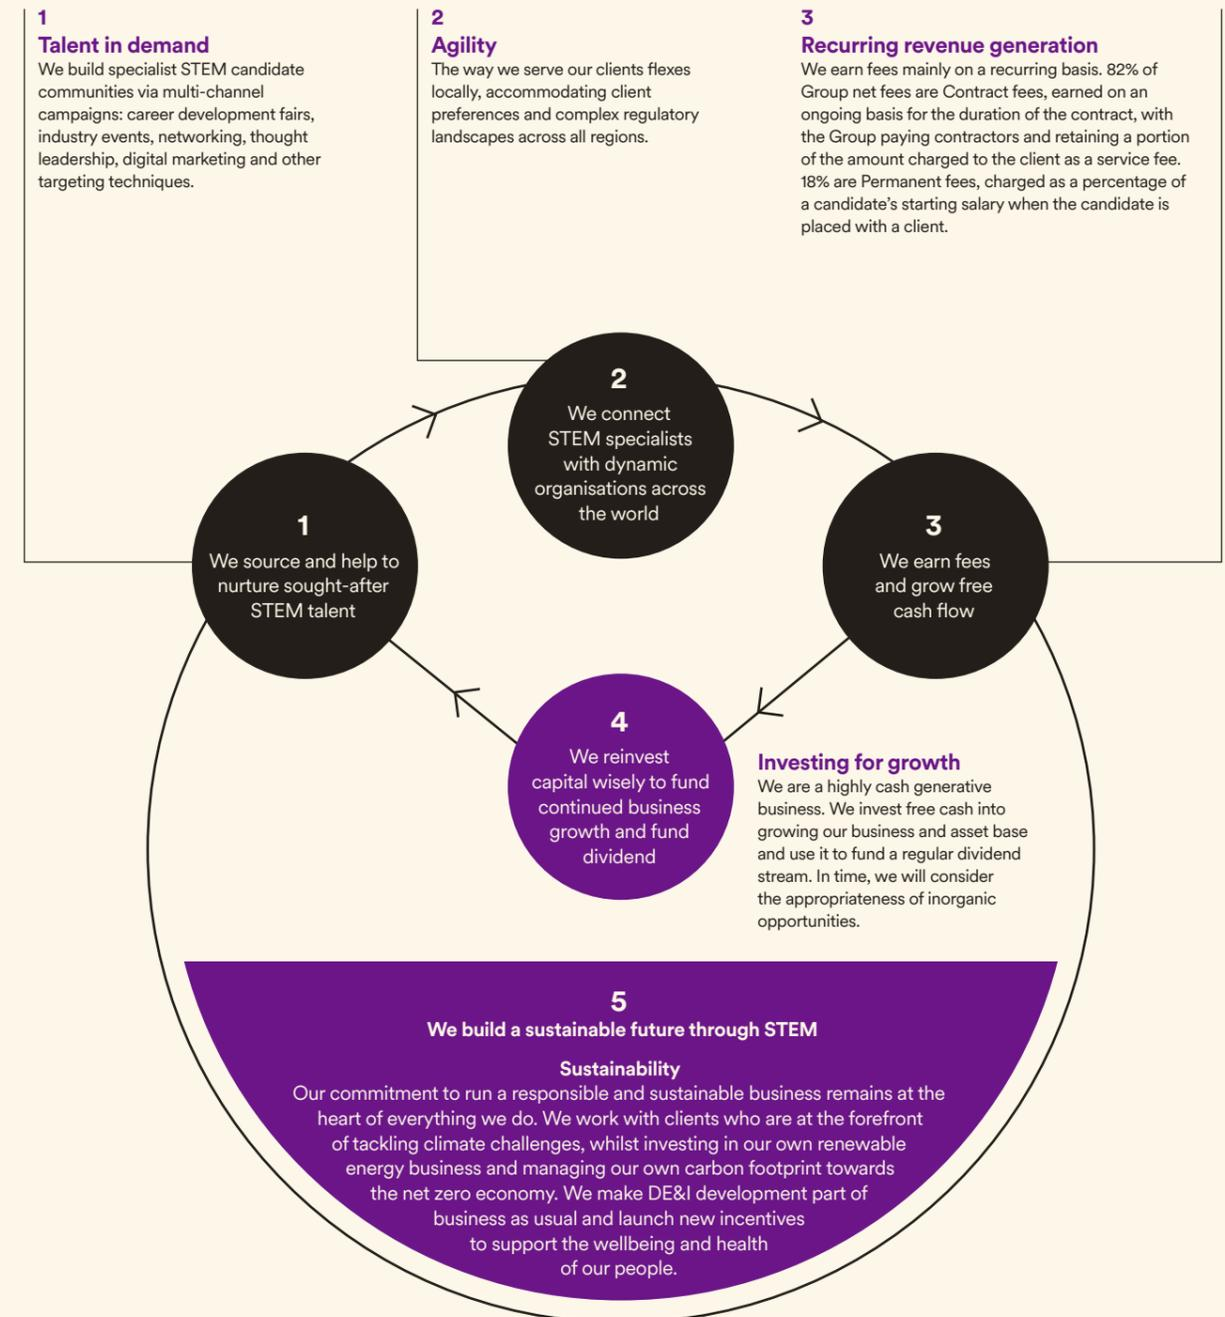 1
Talent in demand
We build specialist STEM candidate
communities via multi-channel
campaigns: career development fairs,
industry events, networking, thought
leadership, digital marketing and other
targeting techniques.
2
Agility
The way we serve our clients flexes
locally, accommodating client
preferences and complex regulatory
landscapes across all regions.
3
Recurring revenue generation
We earn fees mainly on a recurring basis. 82% of
Group net fees are Contract fees, earned on an
ongoing basis for the duration of the contract, with
the Group paying contractors and retaining a portion
of the amount charged to the client as a service fee.
18% are Permanent fees, charged as a percentage of
a candidate’s starting salary when the candidate is
placed with a client.
1
We source and help to
nurture sought-after
STEM talent
2
We connect
STEM specialists
with dynamic
organisations across
the world
3
We earn fees
and grow free
cash flow
4
We reinvest
capital wisely to fund
continued business
growth and fund
dividend
Investing for growth
We are a highly cash generative
business. We invest free cash into
growing our business and asset base
and use it to fund a regular dividend
stream. In time, we will consider
the appropriateness of inorganic
opportunities.
5
We build a sustainable future through STEM
Sustainability
Our commitment to run a responsible and sustainable business remains at the
heart of everything we do. We work with clients who are at the forefront
of tackling climate challenges, whilst investing in our own renewable
energy business and managing our own carbon footprint towards
the net zero economy. We make DE&I development part of
business as usual and launch new incentives
to support the wellbeing and health
of our people.